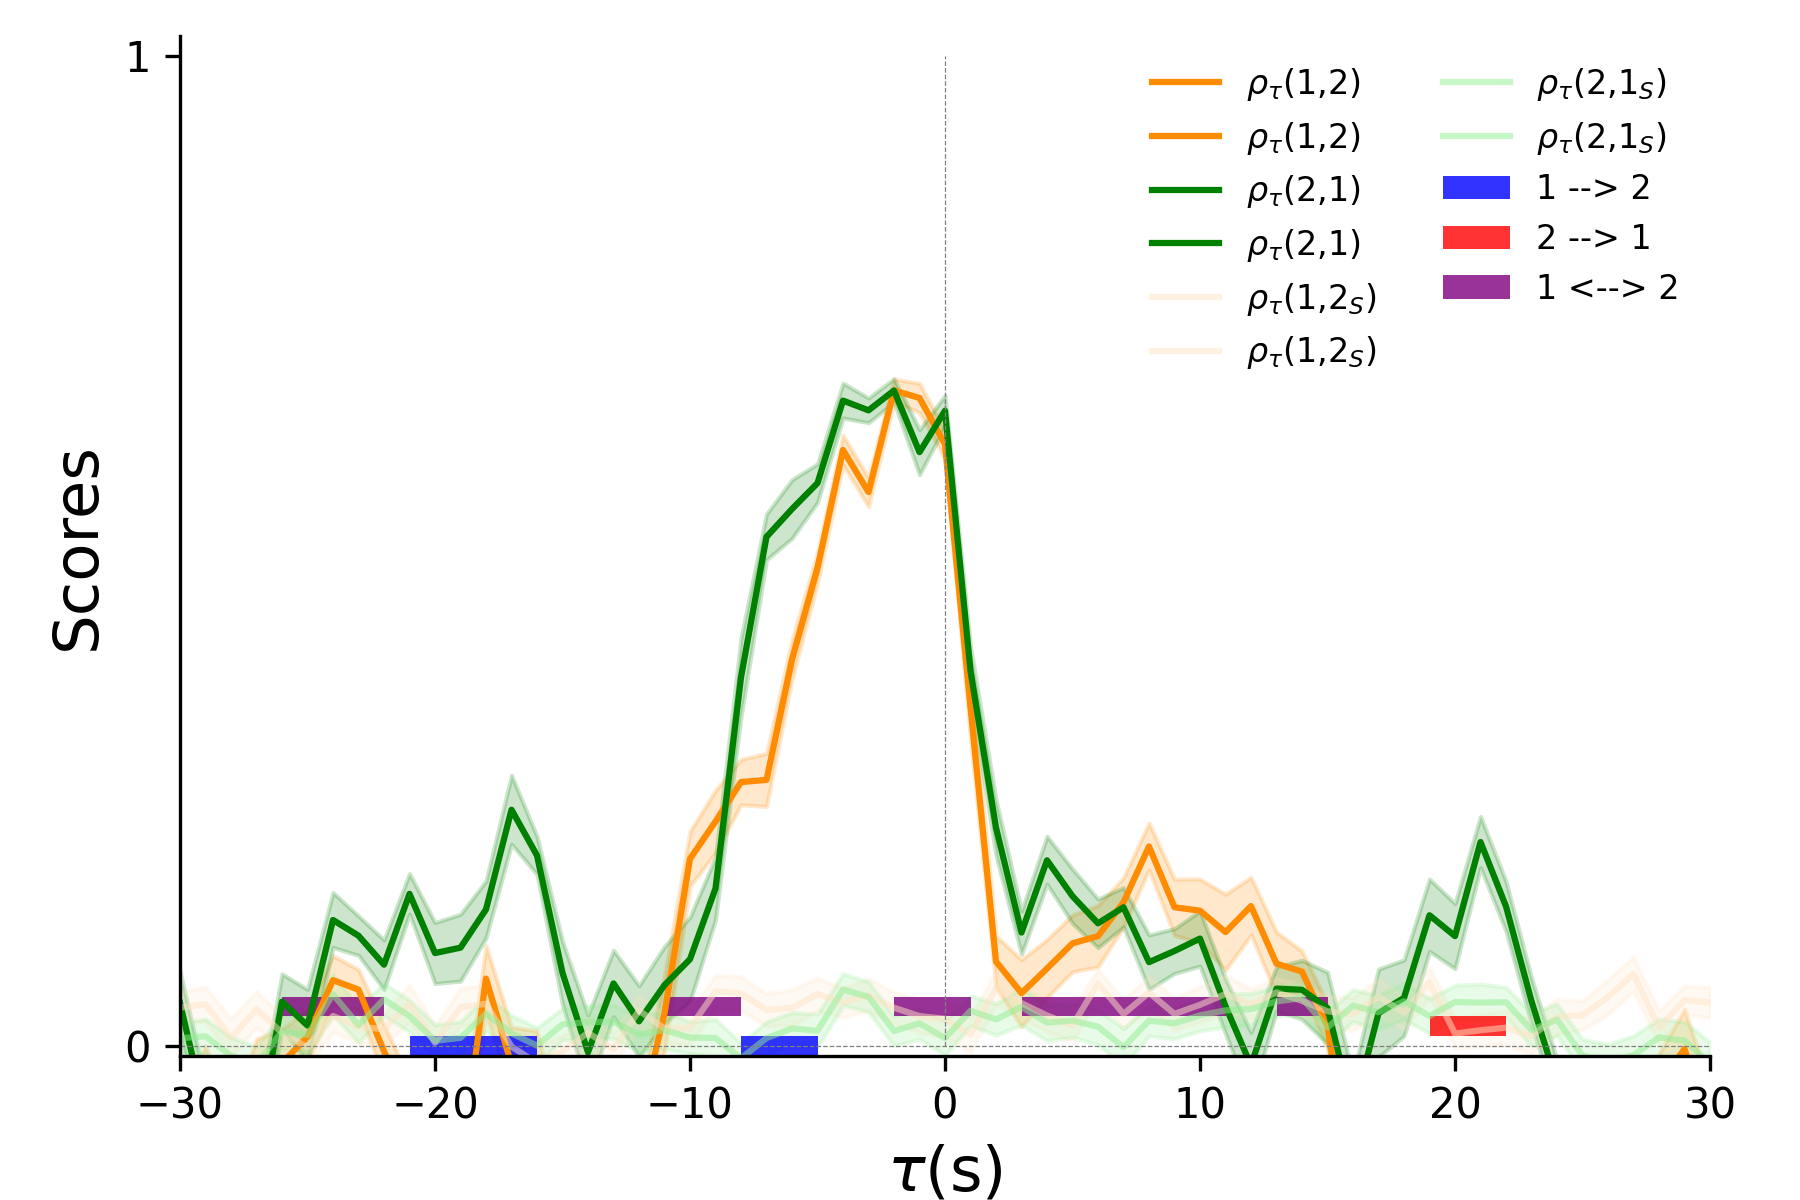 1
ρτ(1,2)
ρτ(1,2)
ρτ(2,1)
ρτ(2,1)
ρτ(1,2S)
ρτ(1,2S)
ρτ(2,1S)
ρτ(2,1S)
1 --> 2
2 --> 1
1 <--> 2
Scores
0
−30 −20 −10 0 10 20 30
τ(s)